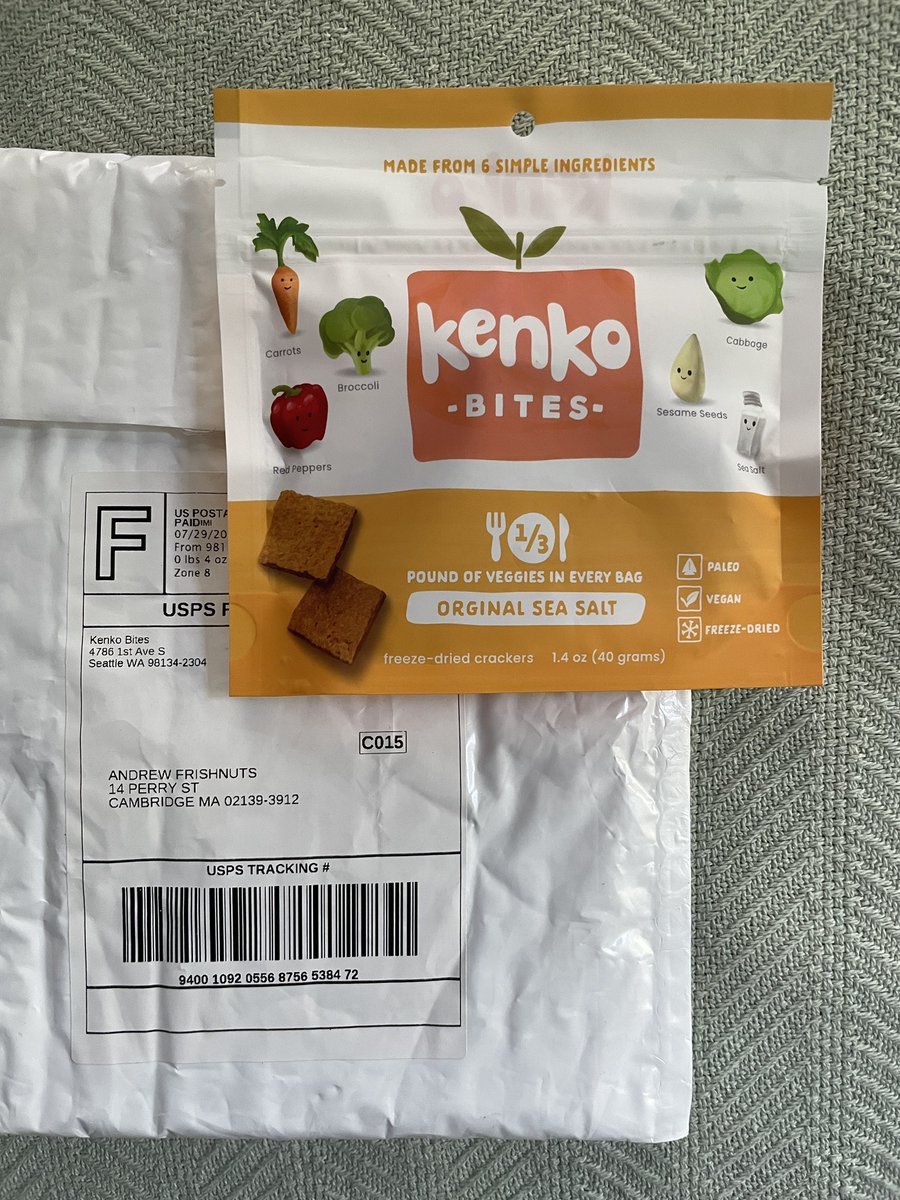 MADE FROM 6 SIMPLE INGREDIENTS
kenko
-BITES-
Carrots
Broccoli
Red Peppers
Cabbage
Sesame Seeds
Sea Salt
1/3
POUND OF VEGGIES IN EVERY BAG
ORGINAL SEA SALT
PALEO
VEGAN
FREEZE-DRIED
freeze-dried crackers 1.4 oz (40 grams)
F
US POSTA
PAID IMI
07/29/20
From 981
0 lbs 4 oz
Zone 8
USPS F
Kenko Bites
4786 1st Ave S
Seattle WA 98134-2304
C015
ANDREW FRISHNUTS
14 PERRY ST
CAMBRIDGE MA 02139-3912
USPS TRACKING #
9400 1092 0556 8756 5384 72